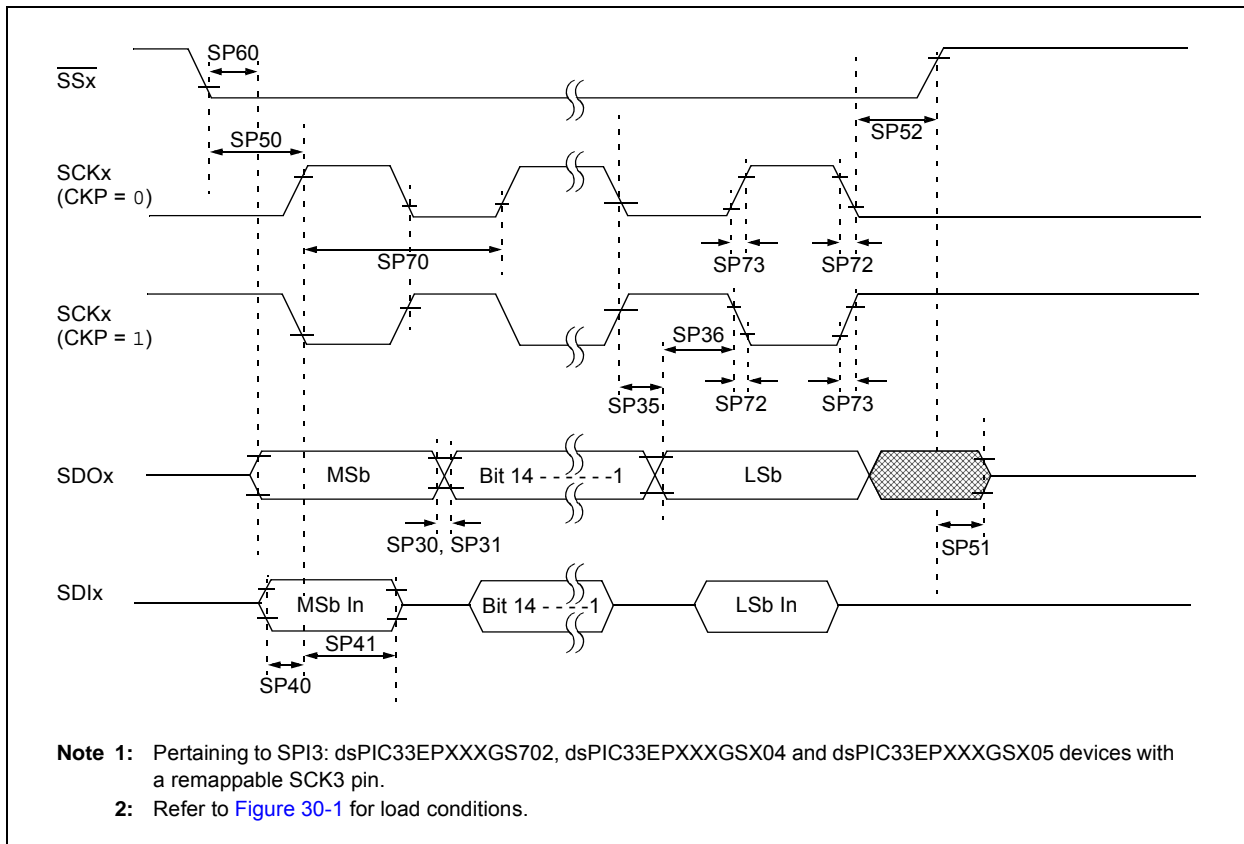 SP60
SSx
SP52
SP50
SCKx
(CKP = 0)
SP70
SP73
SP72
SCKx
(CKP = 1)
SP36
SP35
SP72
SP73
SDOx
MSb
Bit 14 - - - - - -1
LSb
SP30, SP31
SP51
SDIx
MSb In
Bit 14 - - - -1
LSb In
SP41
SP40
Note 1: Pertaining to SPI3: dsPIC33EPXXXGS702, dsPIC33EPXXXGSX04 and dsPIC33EPXXXGSX05 devices with
a remappable SCK3 pin.
2: Refer to Figure 30-1 for load conditions.